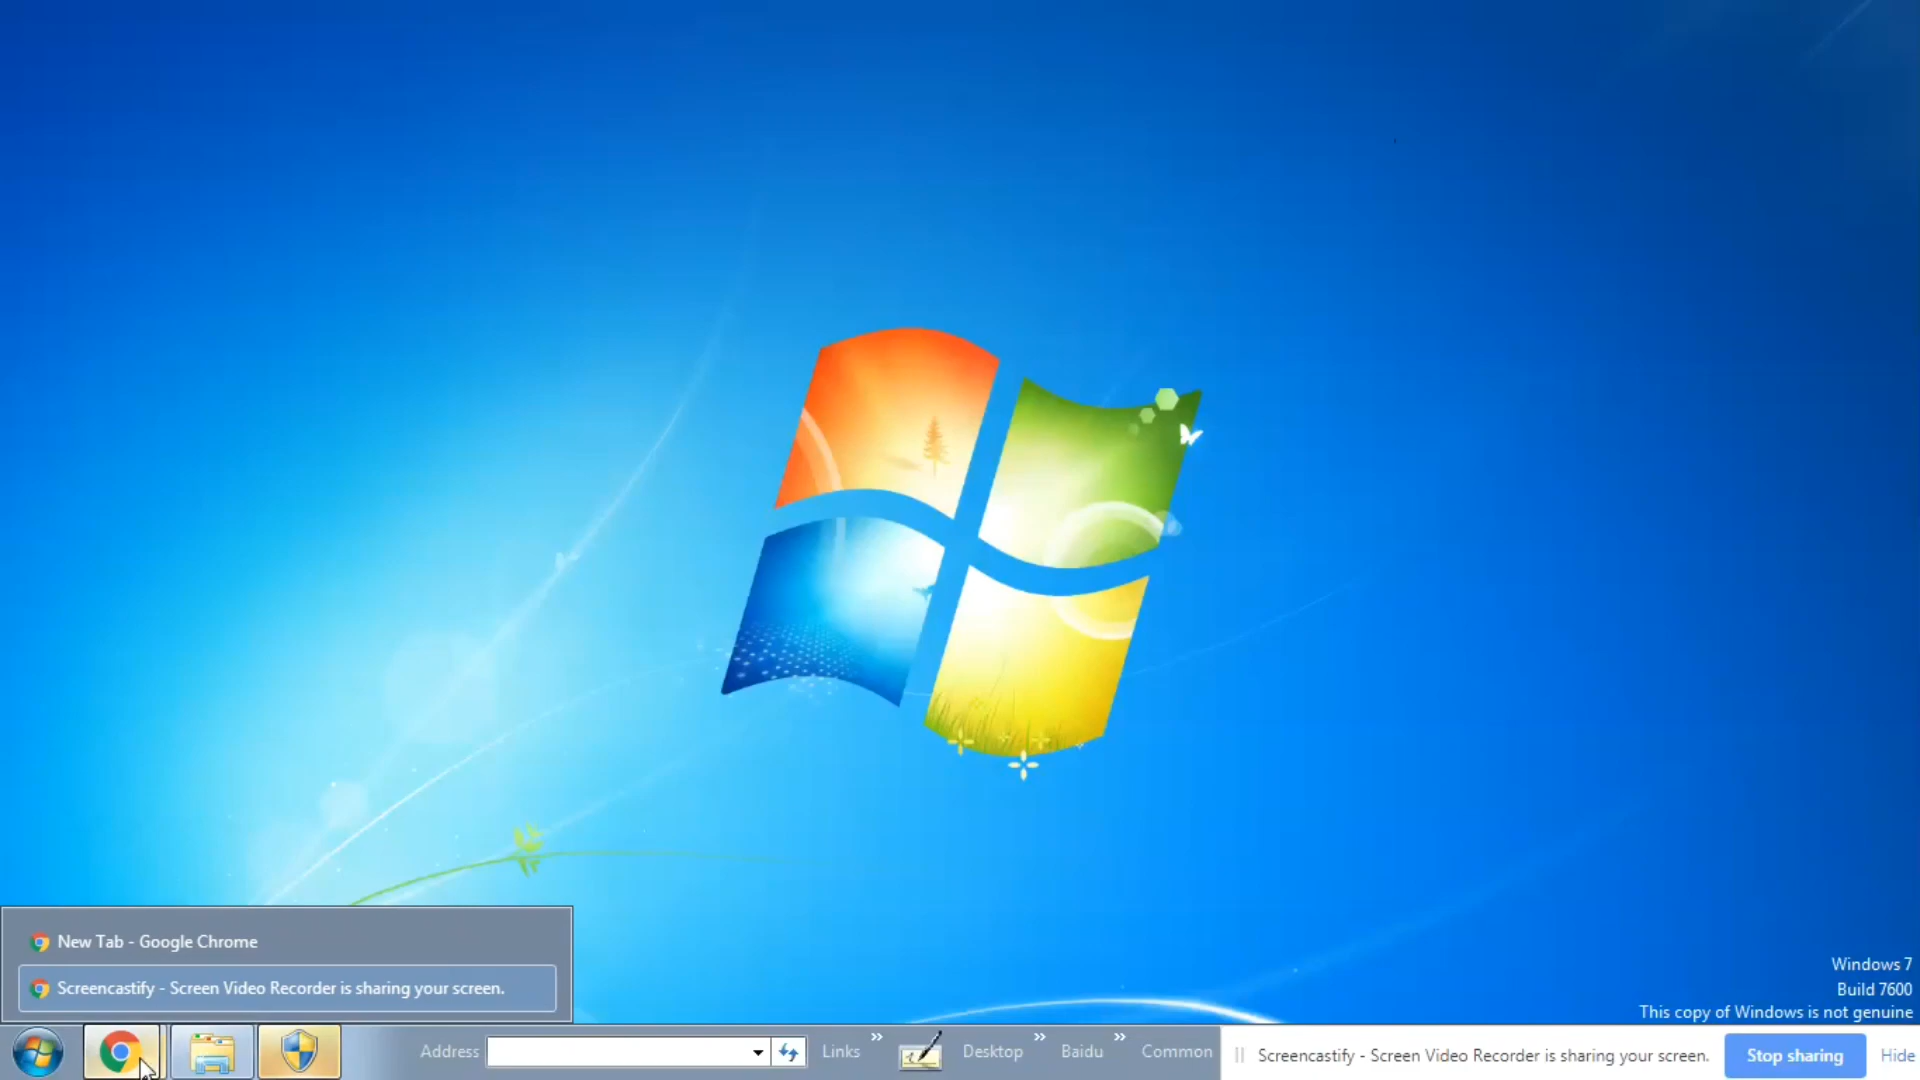 New Tab - Google Chrome
Screencastify - Screen Video Recorder is sharing your screen.
Windows 7
Build 7600
This copy of Windows is not genuine
Address
Links
Desktop
Baidu
Common
Screencastify - Screen Video Recorder is sharing your screen.
Stop sharing
Hide